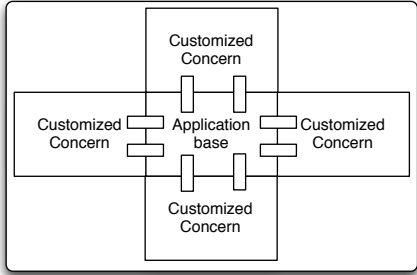 Customized
Concern
Customized
Concern
Application
base
Customized
Concern
Customized
Concern